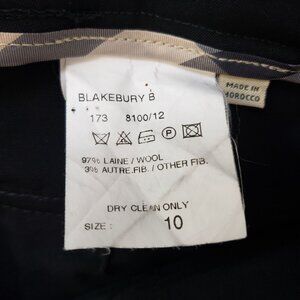 BLAKEBURY B
173 8100/12
P
97% LAINE / WOOL
3% AUTRE.FIB. / OTHER FIB.
DRY CLEAN ONLY
SIZE : 10
MADE IN
MOROCCO